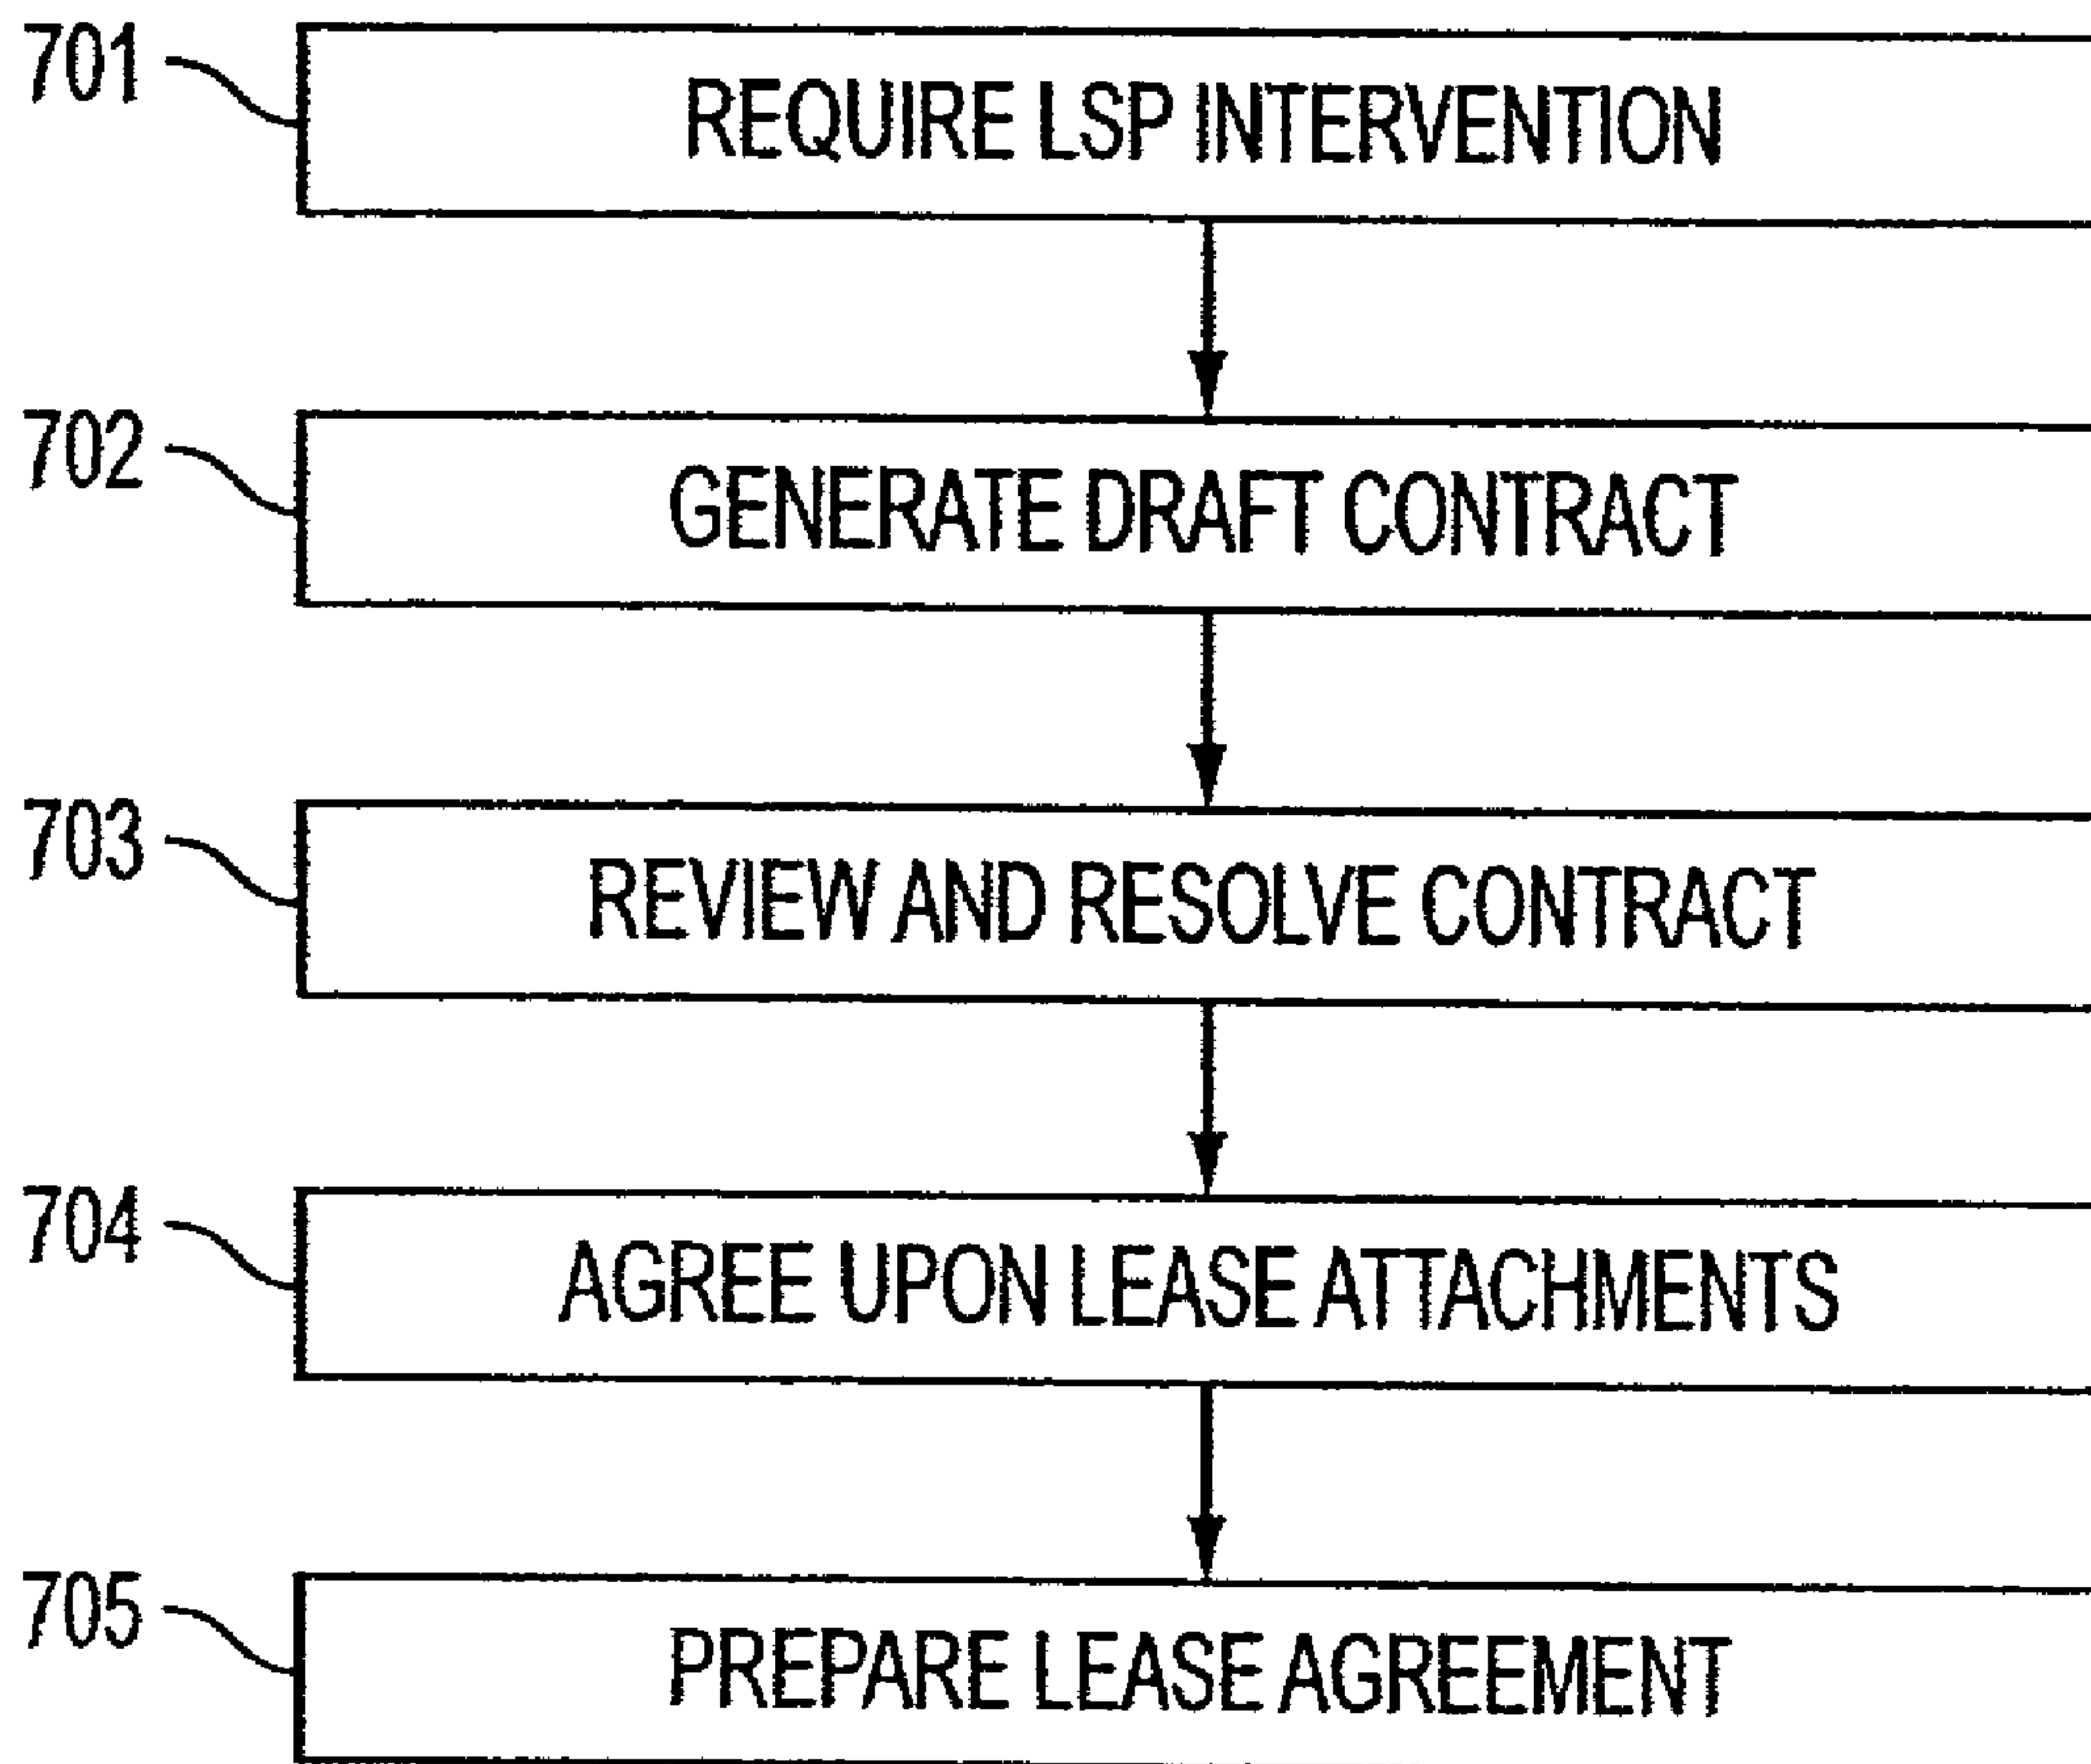 701
REQUIRE LSP INTERVENTION
702
GENERATE DRAFT CONTRACT
703
REVIEW AND RESOLVE CONTRACT
704
AGREE UPON LEASE ATTACHMENTS
705
PREPARE LEASE AGREEMENT